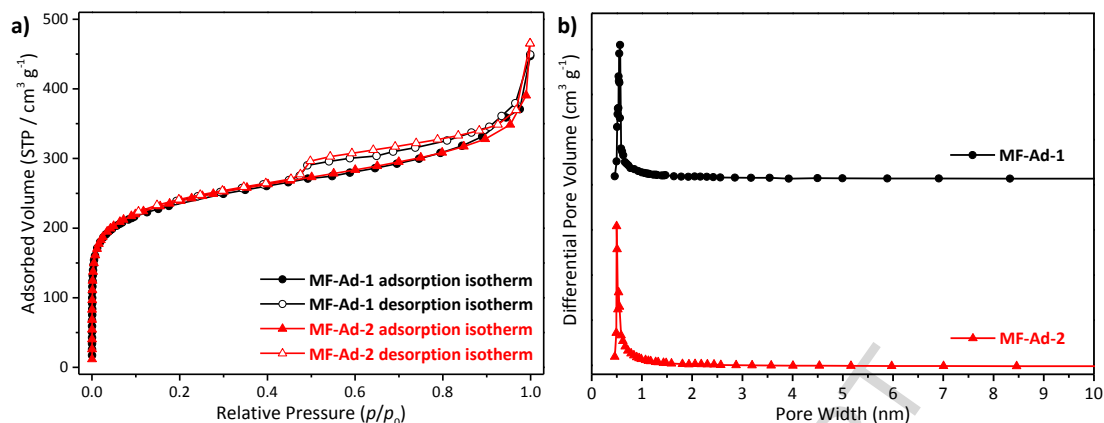 a)
500
400
300
200
100
0
Adsorbed Volume (STP / cm³ g⁻¹)
MF-Ad-1 adsorption isotherm
MF-Ad-1 desorption isotherm
MF-Ad-2 adsorption isotherm
MF-Ad-2 desorption isotherm
0.0 0.2 0.4 0.6 0.8 1.0
Relative Pressure (p/p₀)
b)
Differential Pore Volume (cm³ g⁻¹)
MF-Ad-1
MF-Ad-2
0 1 2 3 4 5 6 7 8 9 10
Pore Width (nm)